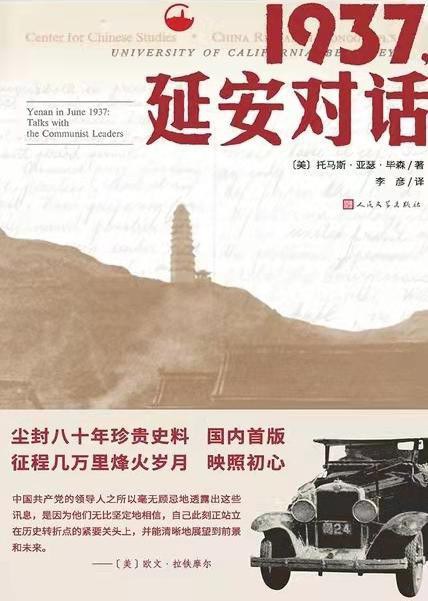 Center for Chinese Studies • CHINA RESEARCH MONOGRAPHS
UNIVERSITY OF CALIFORNIA, BERKELEY
1937,
延安对话
Yenan in June 1937:
Talks with
the Communist Leaders
〔美〕托马斯·亚瑟·毕森/著
李彦/译
人民文学出版社
尘封八十年珍贵史料 国内首版
征程几万里烽火岁月 映照初心
中国共产党的领导人之所以毫无顾忌地透露出这些
讯息,是因为他们无比坚定地相信,自己此刻正站立
在历史转折点的紧要关头上,并能清晰地展望到前景
和未来。
——〔美〕欧文·拉铁摩尔
24